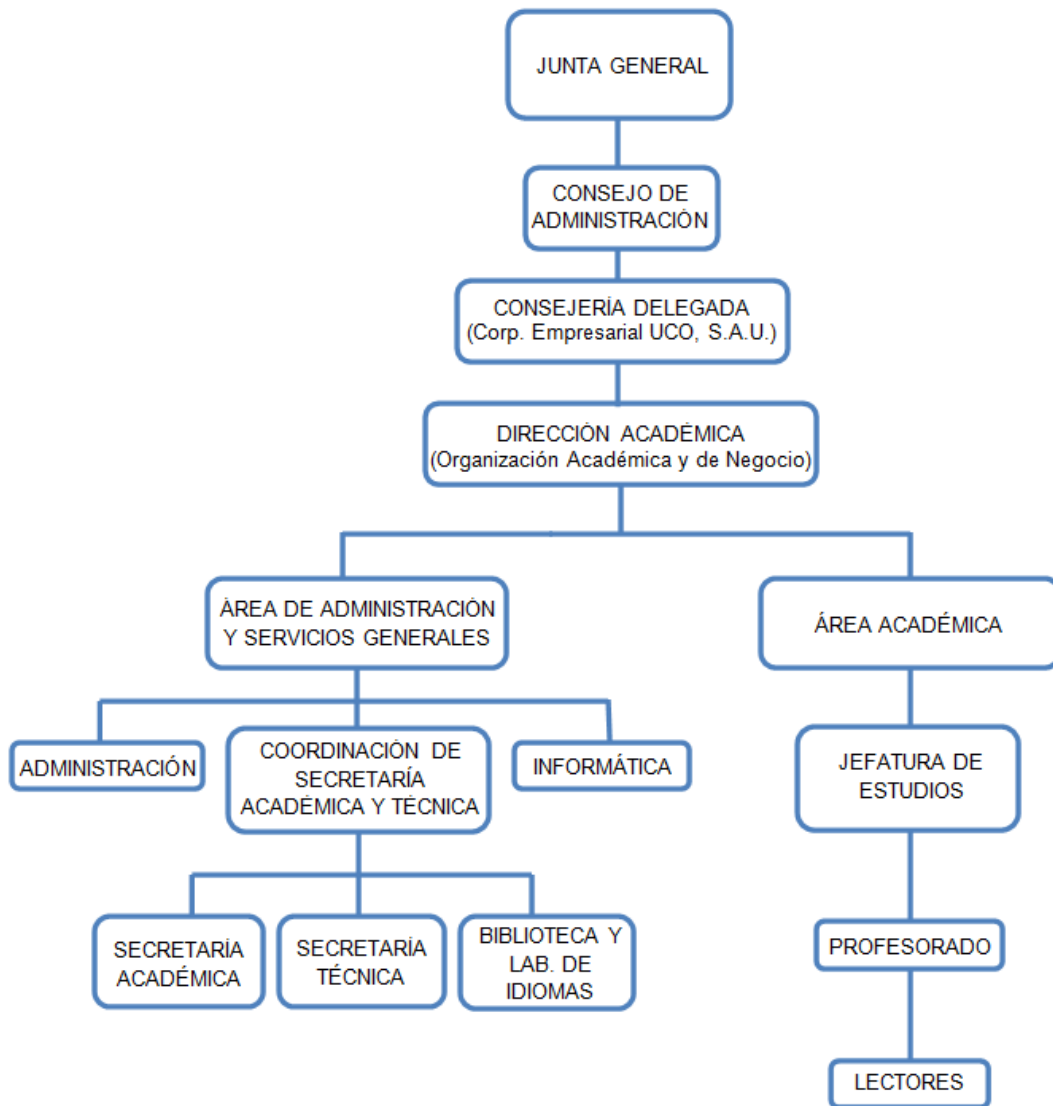 JUNTA GENERAL
CONSEJO DE
ADMINISTRACIÓN
CONSEJERÍA DELEGADA
(Corp. Empresarial UCO, S.A.U.)
DIRECCIÓN ACADÉMICA
(Organización Académica y de Negocio)
ÁREA DE ADMINISTRACIÓN
Y SERVICIOS GENERALES
ÁREA ACADÉMICA
ADMINISTRACIÓN
COORDINACIÓN DE
SECRETARÍA
ACADÉMICA Y TÉCNICA
INFORMÁTICA
JEFATURA DE
ESTUDIOS
SECRETARÍA
ACADÉMICA
SECRETARÍA
TÉCNICA
BIBLIOTECA Y
LAB. DE
IDIOMAS
PROFESORADO
LECTORES